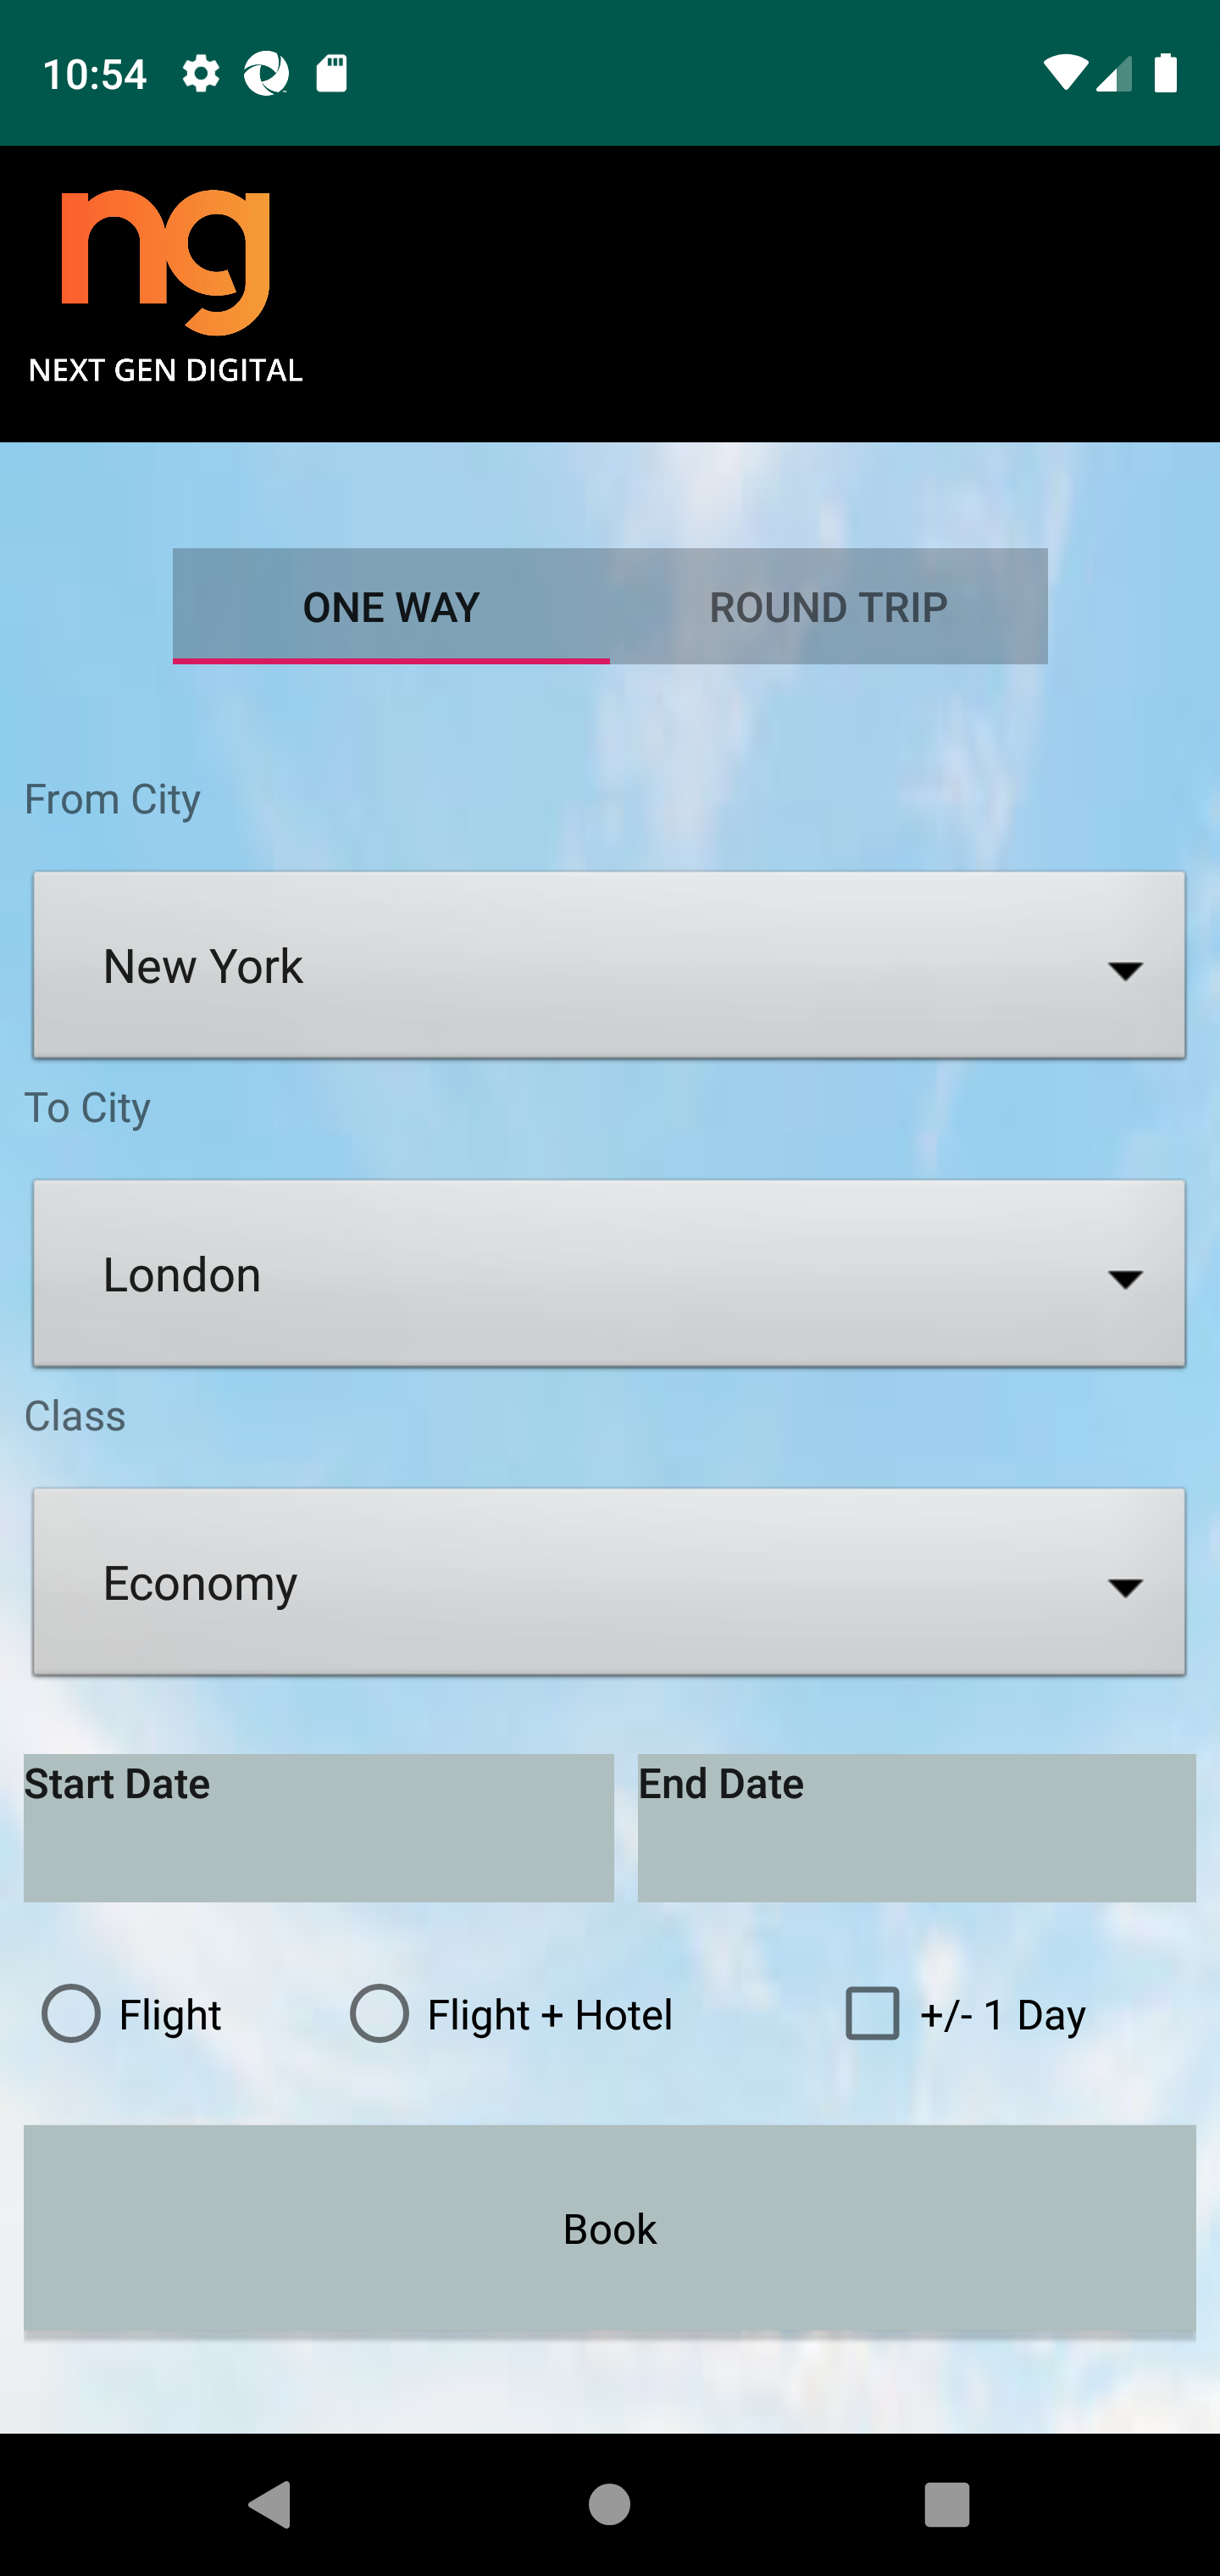 10:54
ng
NEXT GEN DIGITAL
ONE WAY ROUND TRIP
From City
New York
To City
London
Class
Economy
Start Date End Date
Flight Flight + Hotel +/- 1 Day
Book